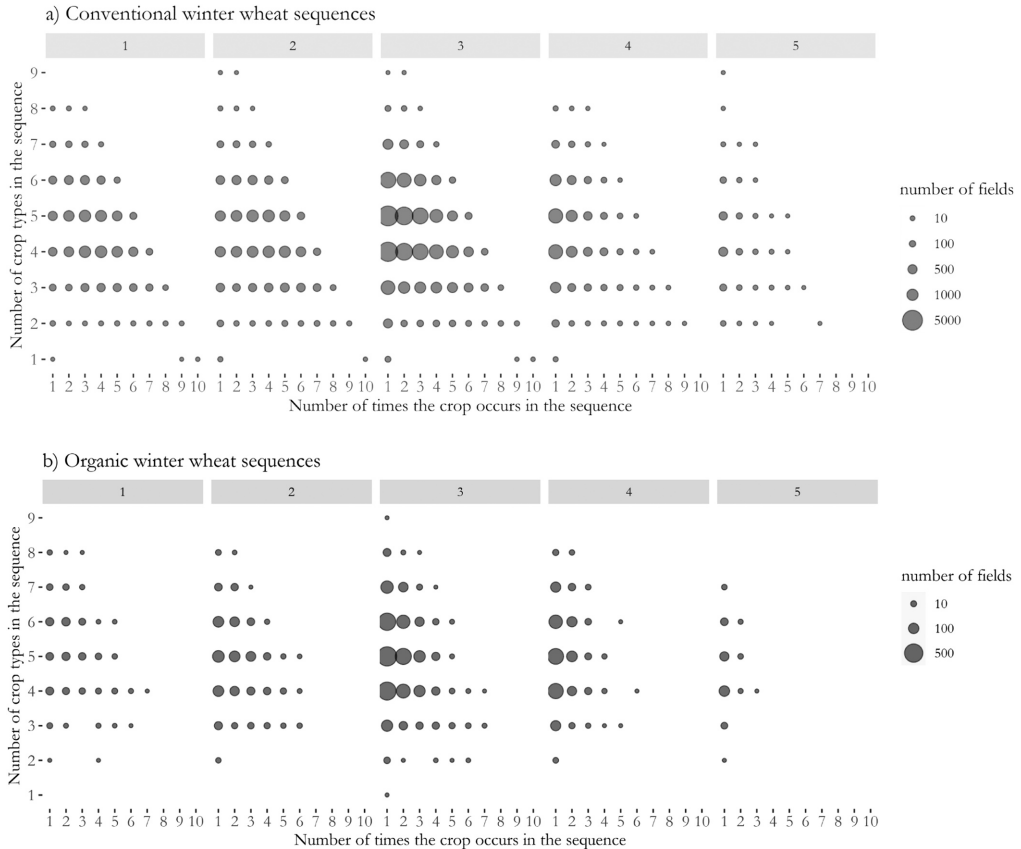 a) Conventional winter wheat sequences
1 2 3 4 5
Number of crop types in the sequence
9
8
7
6
5
4
3
2
1
1 2 3 4 5 6 7 8 9 10 1 2 3 4 5 6 7 8 9 10 1 2 3 4 5 6 7 8 9 10 1 2 3 4 5 6 7 8 9 10 1 2 3 4 5 6 7 8 9 10
Number of times the crop occurs in the sequence
number of fields
10
100
500
1000
5000
b) Organic winter wheat sequences
1 2 3 4 5
Number of crop types in the sequence
9
8
7
6
5
4
3
2
1
1 2 3 4 5 6 7 8 9 10 1 2 3 4 5 6 7 8 9 10 1 2 3 4 5 6 7 8 9 10 1 2 3 4 5 6 7 8 9 10 1 2 3 4 5 6 7 8 9 10
Number of times the crop occurs in the sequence
number of fields
10
100
500